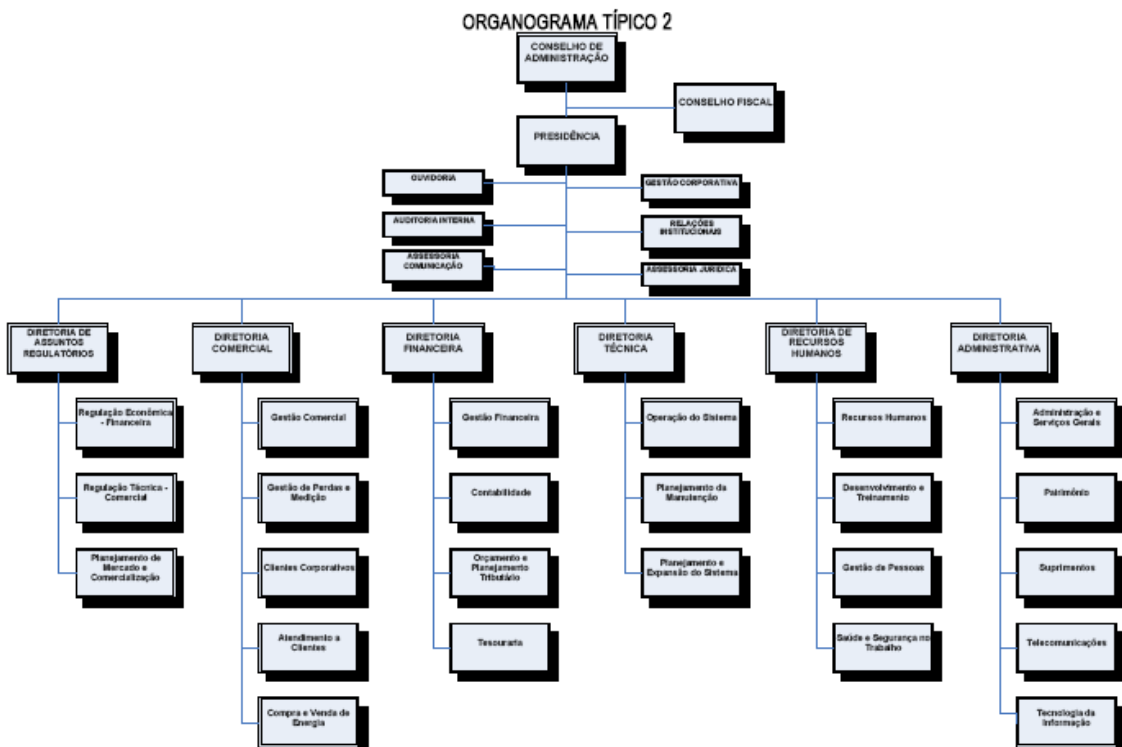 ORGANOGRAMA TÍPICO 2
CONSELHO DE
ADMINISTRAÇÃO
CONSELHO FISCAL
PRESIDÊNCIA
OUVIDORIA
GESTÃO CORPORATIVA
AUDITORIA INTERNA
RELAÇÕES
INSTITUCIONAIS
ASSESSORIA
COMUNICAÇÃO
ASSESSORIA JURÍDICA
DIRETORIA DE
ASSUNTOS
REGULATÓRIOS
DIRETORIA
COMERCIAL
DIRETORIA
FINANCEIRA
DIRETORIA
TÉCNICA
DIRETORIA DE
RECURSOS
HUMANOS
DIRETORIA
ADMINISTRATIVA
Regulação Econômica
- Financeira
Regulação Técnica -
Comercial
Planejamento de
Mercado e
Comercialização
Gestão Comercial
Gestão de Perdas e
Medição
Clientes Corporativos
Atendimento a
Clientes
Compra e Venda de
Energia
Gestão Financeira
Contabilidade
Orçamento e
Planejamento
Tributário
Tesouraria
Operação do Sistema
Planejamento da
Manutenção
Planejamento e
Expansão do Sistema
Recursos Humanos
Desenvolvimento e
Treinamento
Gestão de Pessoas
Saúde e Segurança no
Trabalho
Administração e
Serviços Gerais
Patrimônio
Suprimentos
Telecomunicações
Tecnologia da
Informação